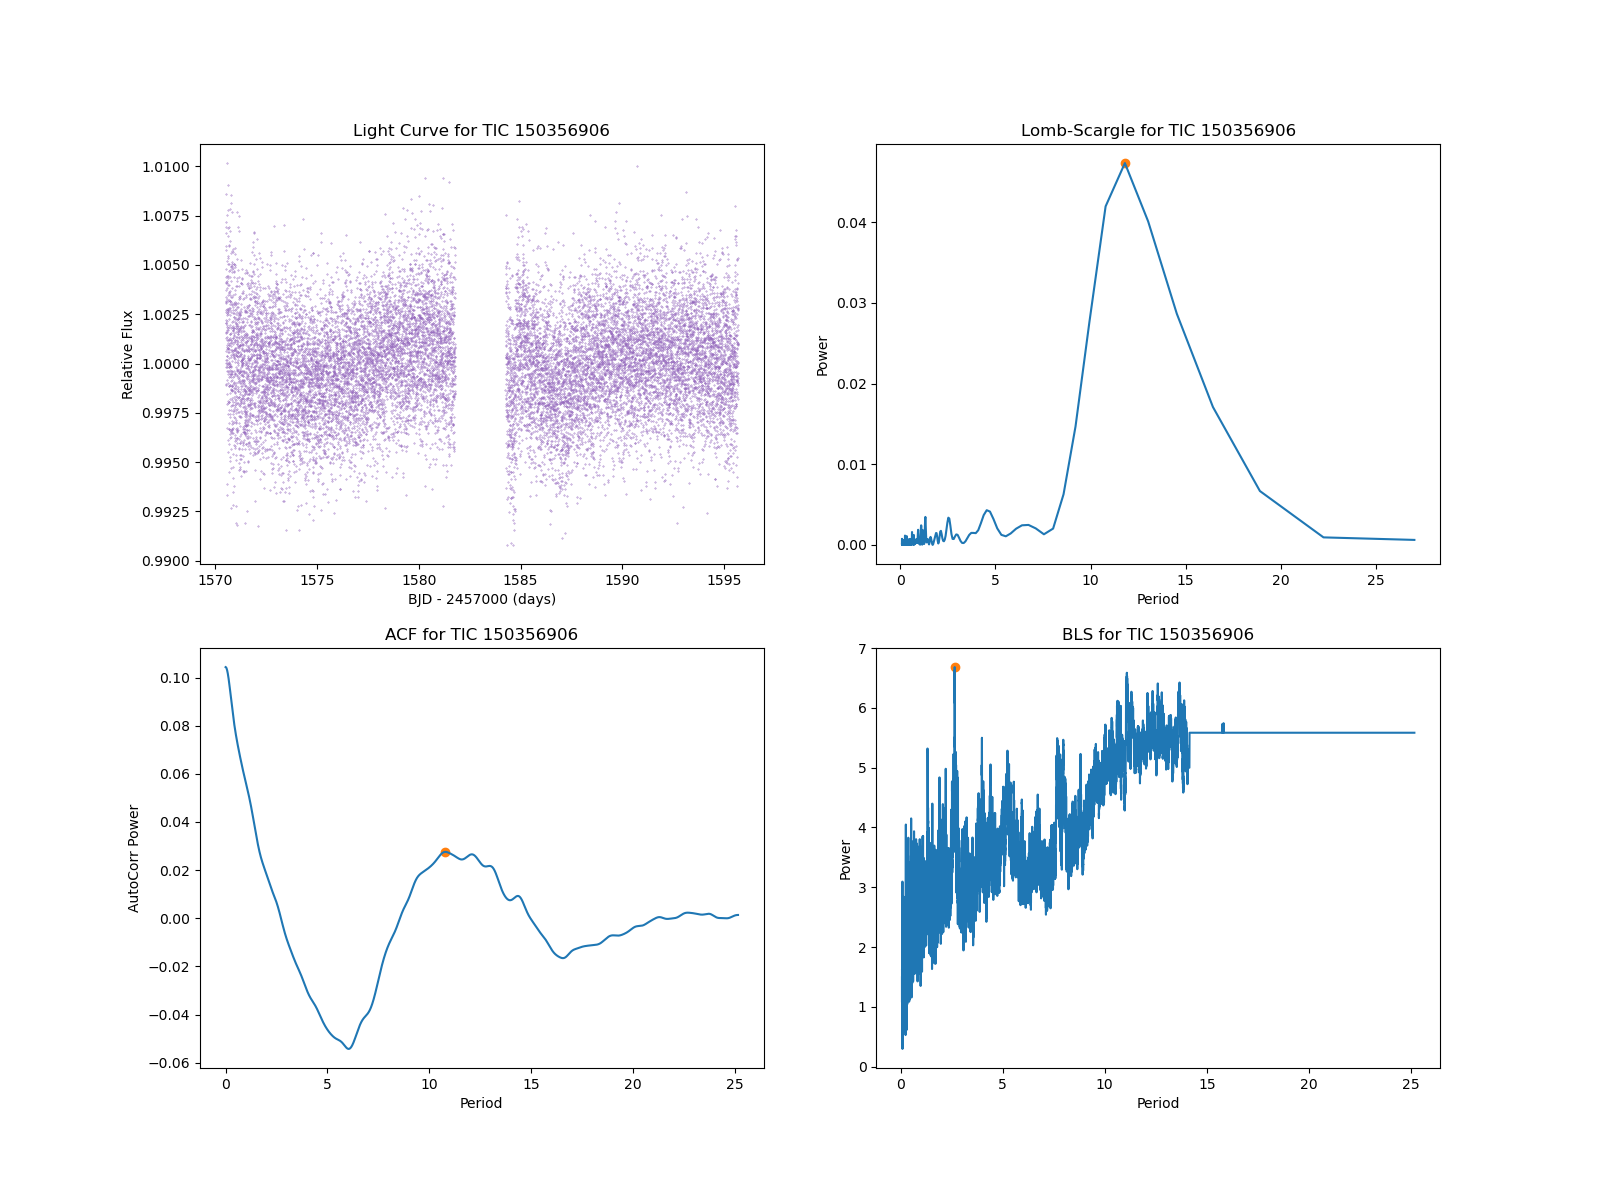 Light Curve for TIC 150356906
1.0100
1.0075
1.0050
1.0025
1.0000
0.9975
0.9950
0.9925
0.9900
Relative Flux
1570 1575 1580 1585 1590 1595
BJD - 2457000 (days)
Lomb-Scargle for TIC 150356906
0.04
0.03
0.02
0.01
0.00
Power
0 5 10 15 20 25
Period
ACF for TIC 150356906
0.10
0.08
0.06
0.04
0.02
0.00
−0.02
−0.04
−0.06
AutoCorr Power
0 5 10 15 20 25
Period
BLS for TIC 150356906
7
6
5
4
3
2
1
0
Power
0 5 10 15 20 25
Period